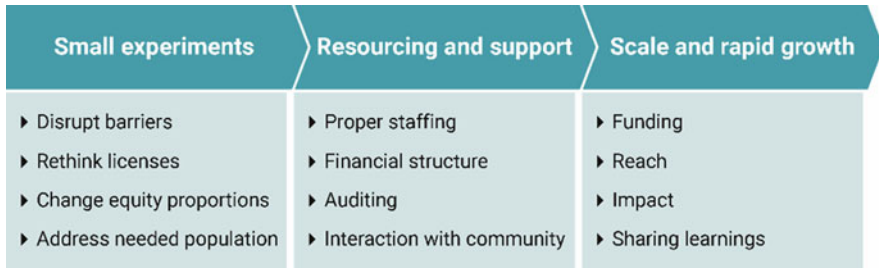 Small experiments
Disrupt barriers
Rethink licenses
Change equity proportions
Address needed population
Resourcing and support
Proper staffing
Financial structure
Auditing
Interaction with community
Scale and rapid growth
Funding
Reach
Impact
Sharing learnings